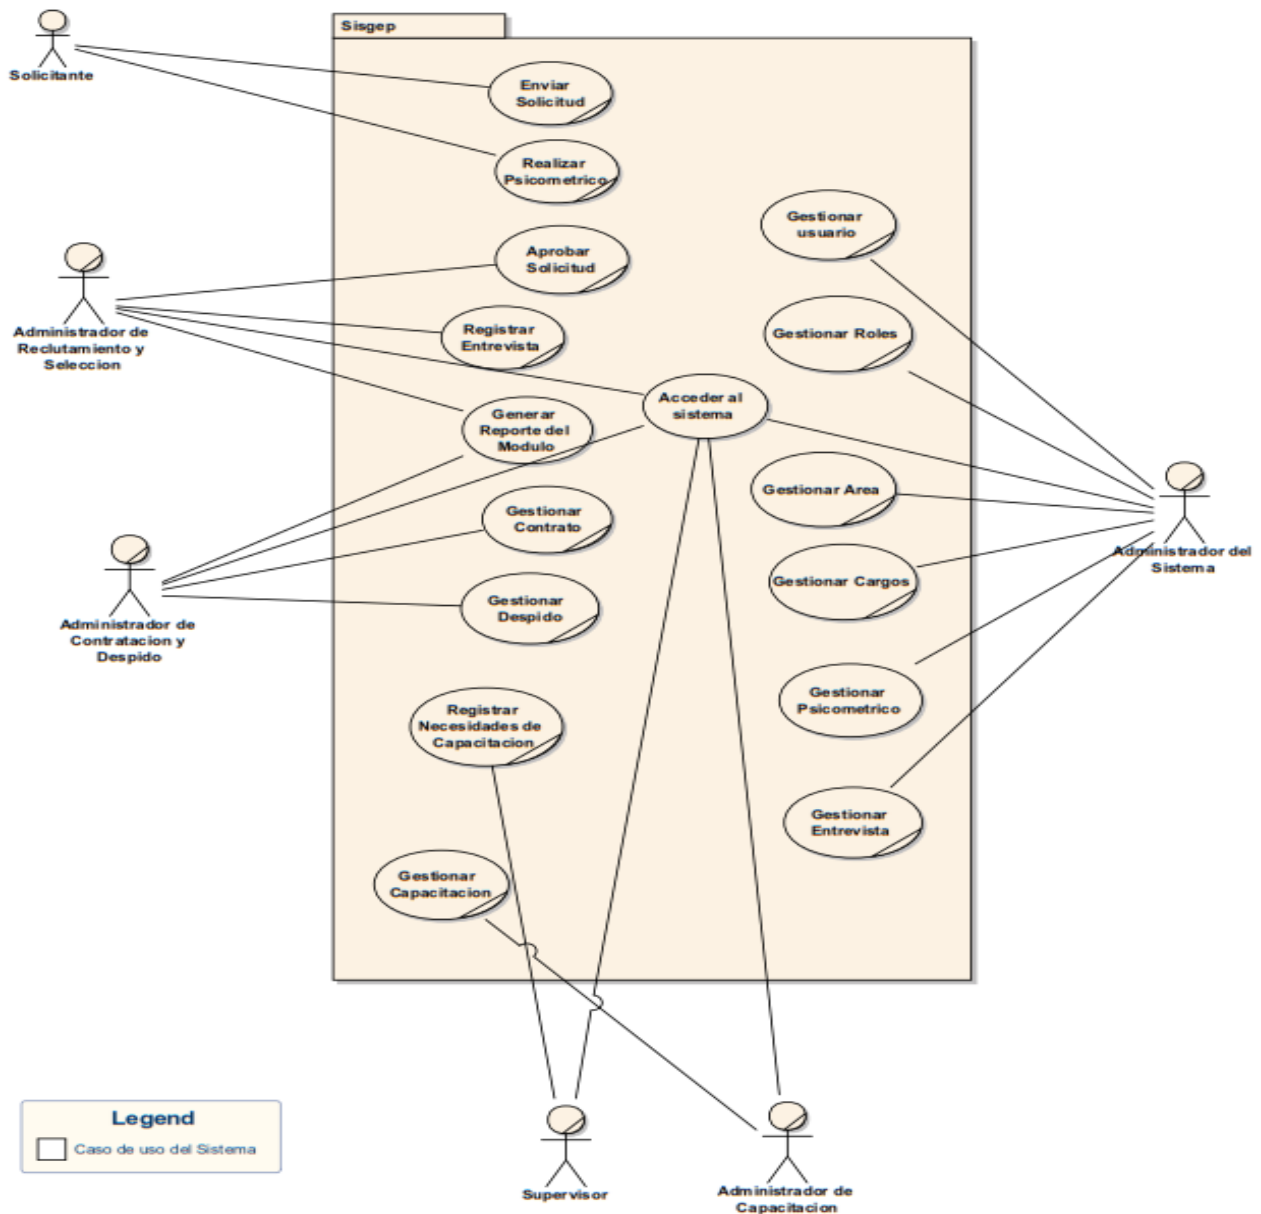 Sisgep
Solicitante
Enviar
Solicitud
Realizar
Psicometrico
Gestionar
usuario
Aprobar
Solicitud
Administrador de
Reclutamiento y
Seleccion
Registrar
Entrevista
Gestionar Roles
Acceder al
sistema
Generar
Reporte del
Modulo
Gestionar Area
Gestionar
Contrato
Administrador del
Sistema
Gestionar Cargos
Gestionar
Despido
Administrador de
Contratacion y
Despido
Gestionar
Psicometrico
Registrar
Necesidades de
Capacitacion
Gestionar
Entrevista
Gestionar
Capacitacion
Legend
Caso de uso del Sistema
Supervisor
Administrador de
Capacitacion